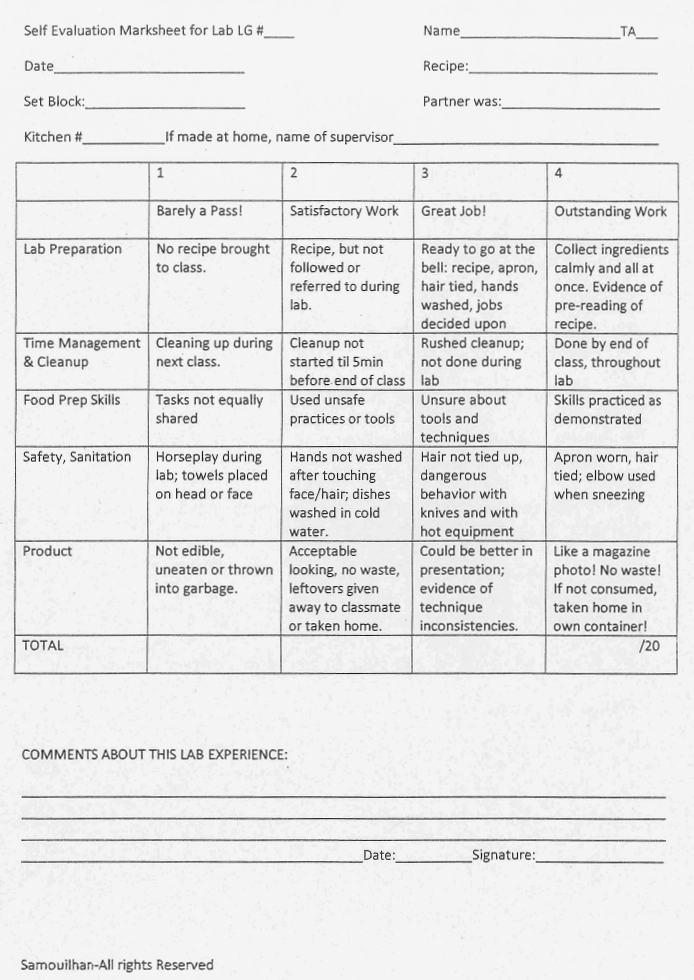 Self Evaluation Marksheet for Lab LG #____ Name____________________TA___
Date________________________ Recipe:________________________
Set Block:____________________ Partner was:____________________
Kitchen #__________If made at home, name of supervisor__________________________________
1 2 3 4
Barely a Pass! Satisfactory Work Great Job! Outstanding Work
Lab Preparation No recipe brought Recipe, but not Ready to go at the Collect ingredients
to class. followed or bell: recipe, apron, calmly and all at
referred to during hair tied, hands once. Evidence of
lab. washed, jobs pre-reading of
decided upon recipe.
Time Management Cleaning up during Cleanup not Rushed cleanup; Done by end of
& Cleanup next class. started til 5min not done during class, throughout
before end of class lab lab
Food Prep Skills Tasks not equally Used unsafe Unsure about Skills practiced as
shared practices or tools tools and demonstrated
techniques
Safety, Sanitation Horseplay during Hands not washed Hair not tied up, Apron worn, hair
lab; towels placed after touching dangerous tied; elbow used
on head or face face/hair; dishes behavior with when sneezing
washed in cold knives and with
water. hot equipment
Product Not edible, Acceptable Could be better in Like a magazine
uneaten or thrown looking, no waste, presentation; photo! No waste!
into garbage. leftovers given evidence of If not consumed,
away to classmate technique taken home in
or taken home. inconsistencies. own container!
TOTAL /20
COMMENTS ABOUT THIS LAB EXPERIENCE:
Date:__________Signature:________________
Samouilhan-All rights Reserved